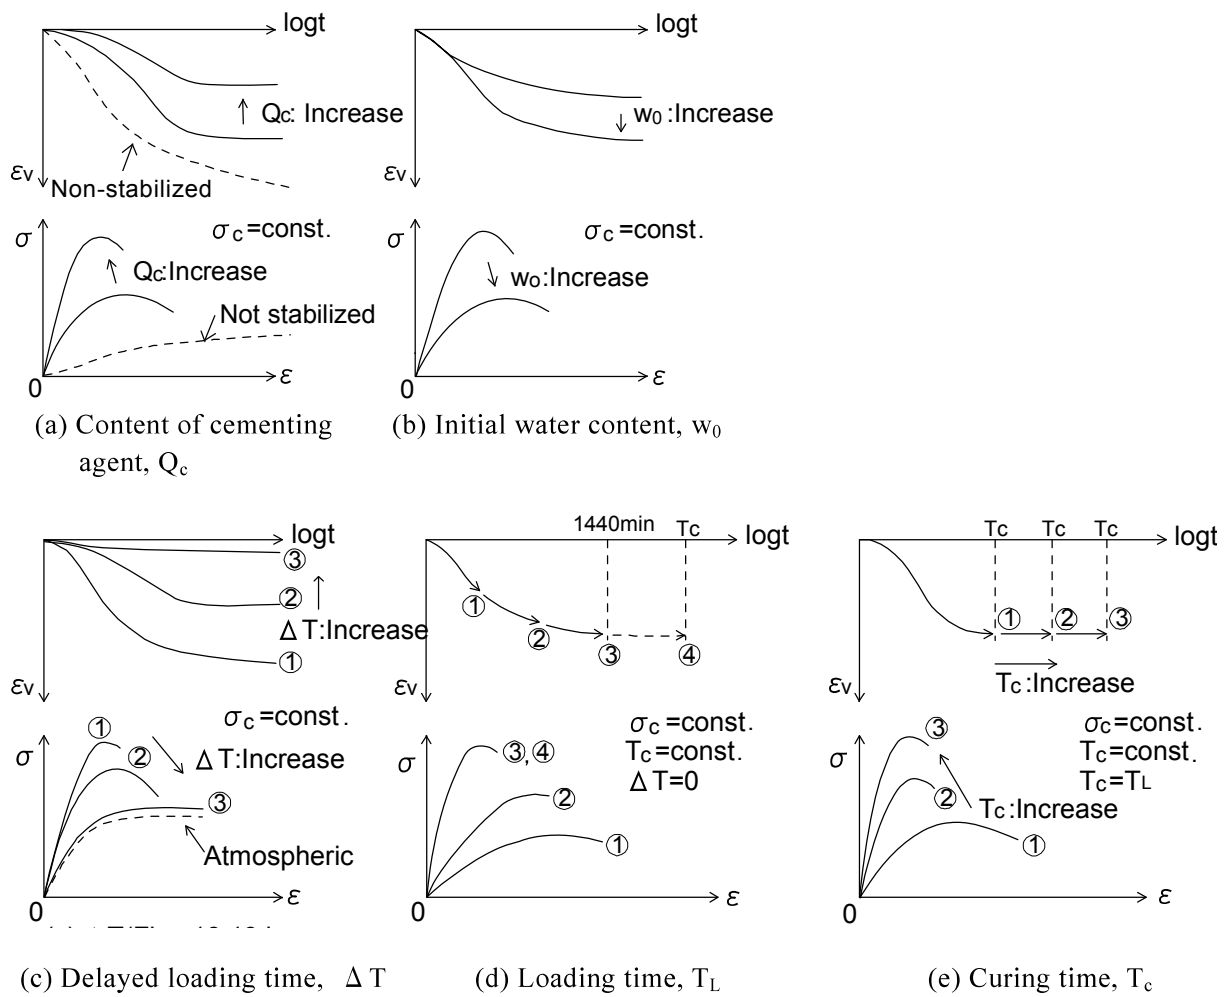 logt
Qc: Increase
εv
Non-stabilized
σ
σc=const.
Qc:Increase
Not stabilized
0
ε
(a) Content of cementing
agent, Qc
logt
w0 :Increase
εv
σ
σc=const.
w0:Increase
0
ε
(b) Initial water content, w0
logt
③
②
ΔT:Increase
①
εv
σc=const.
σ
①
②
ΔT:Increase
③
Atmospheric
0
ε
(c) Delayed loading time, ΔT
1440min
Tc
logt
①
②
③
④
εv
σc=const.
Tc=const.
ΔT=0
σ
③,④
②
①
0
ε
(d) Loading time, TL
Tc Tc Tc
logt
① ② ③
Tc:Increase
εv
σc=const.
Tc=const.
Tc=TL
σ
③
②
Tc:Increase
①
0
ε
(e) Curing time, Tc